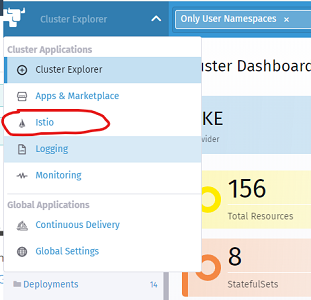 Cluster Explorer
Only User Namespaces ×
Cluster Applications
Cluster Explorer
uster Dashboard
Apps & Marketplace
Istio
KE
vider
Logging
Monitoring
156
Total Resources
Global Applications
Continuous Delivery
Global Settings
8
StatefulSets
Deployments 14